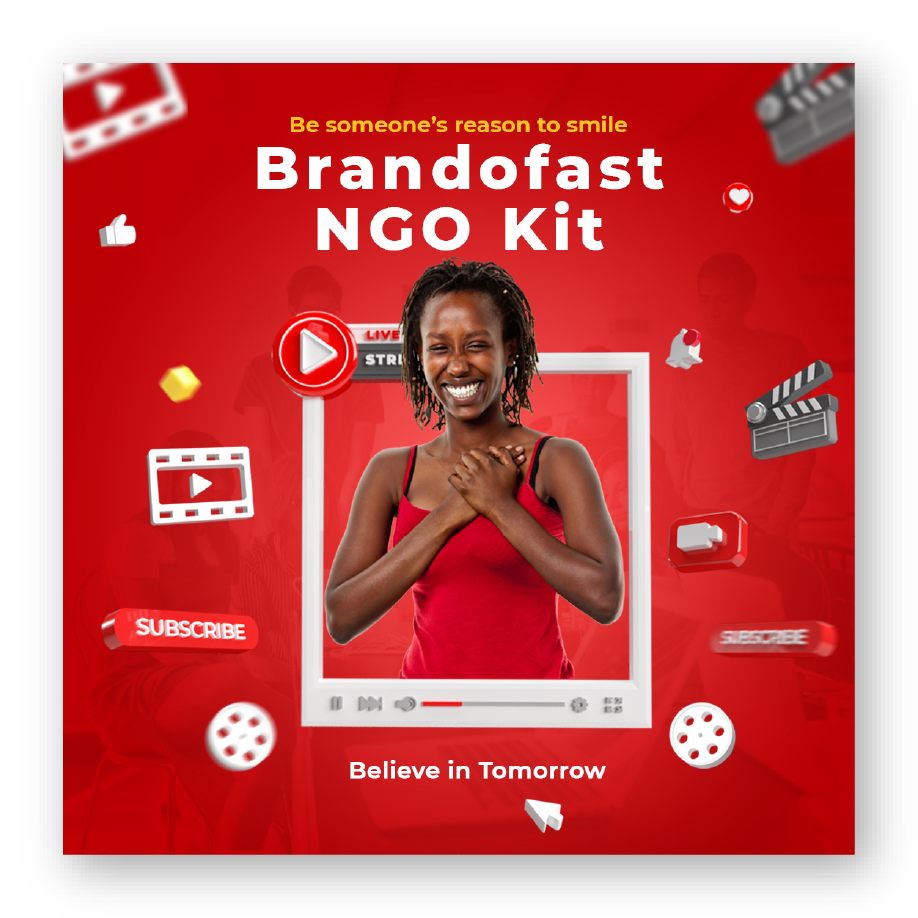 Be someone’s reason to smile
Brandofast
NGO Kit
LIVE
SUBSCRIBE
SUBSCRIBE
Believe in Tomorrow